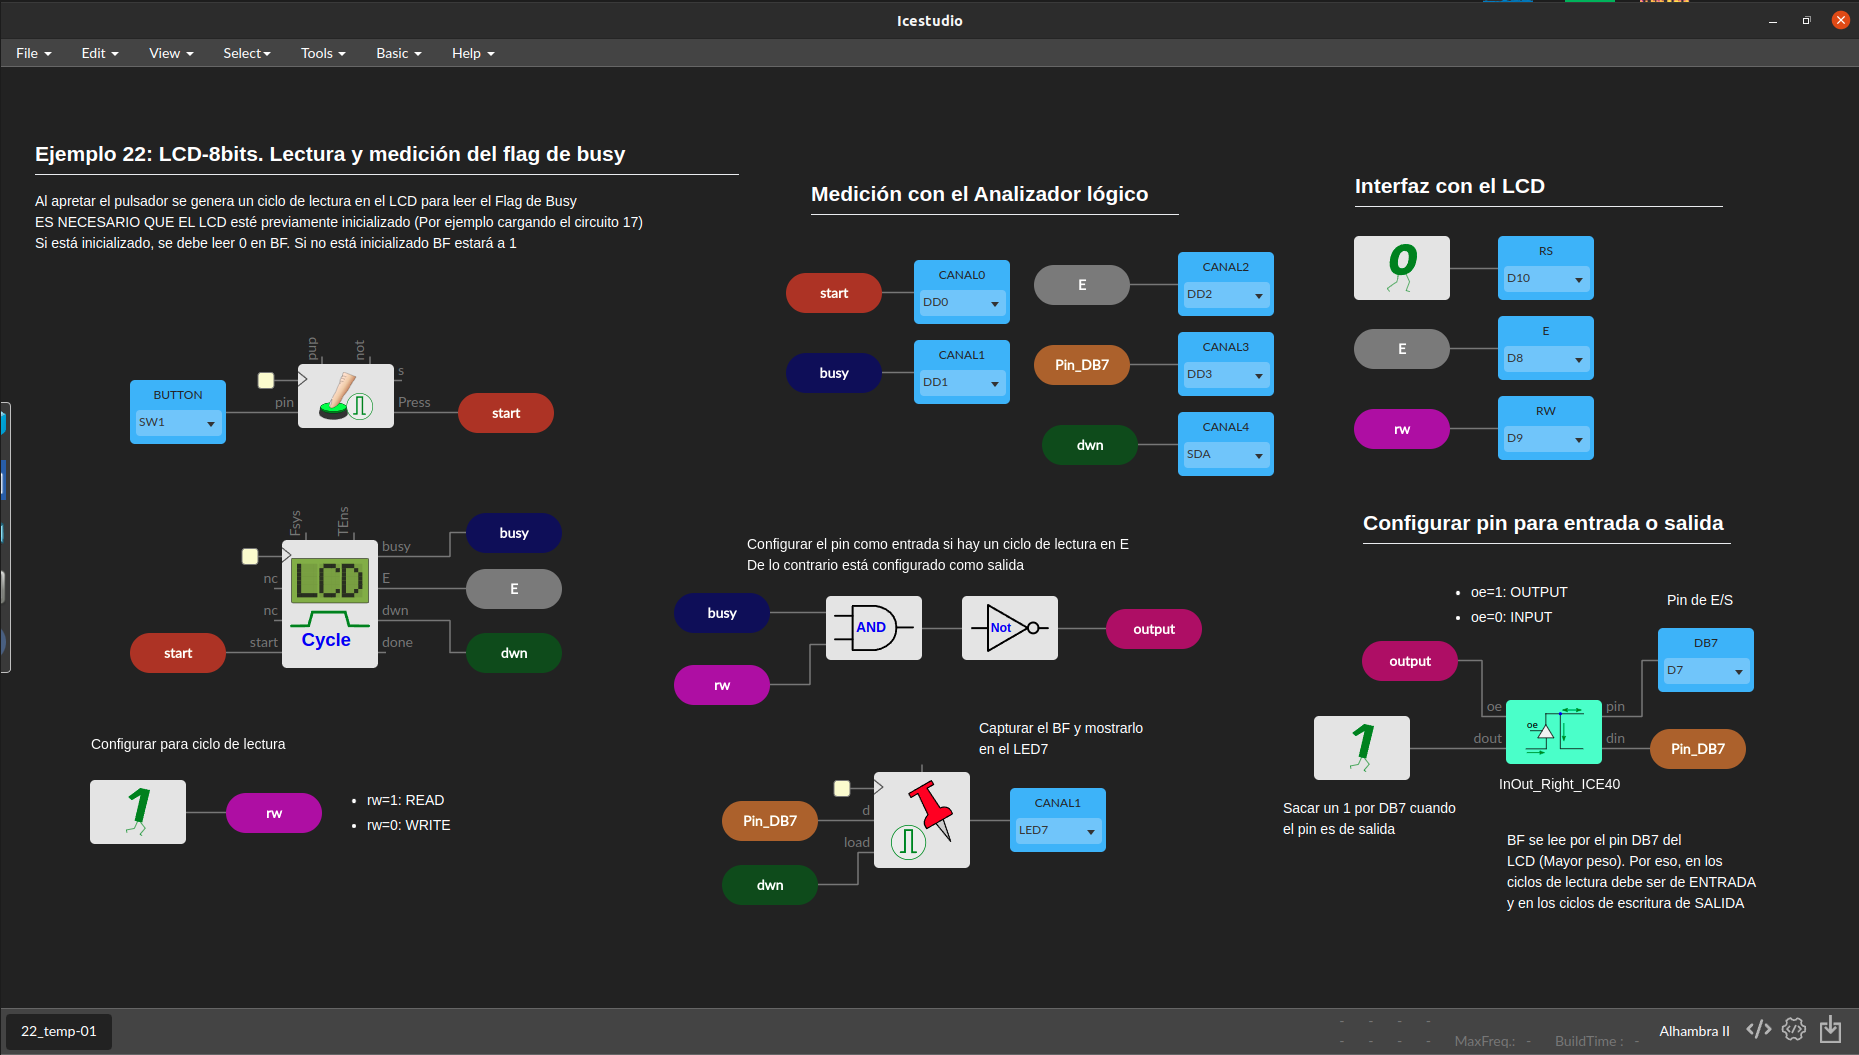 Icestudio
File
Edit
View
Select
Tools
Basic
Help
Ejemplo 22: LCD-8bits. Lectura y medición del flag de busy
Al apretar el pulsador se genera un ciclo de lectura en el LCD para leer el Flag de Busy
ES NECESARIO QUE EL LCD esté previamente inicializado (Por ejemplo cargando el circuito 17)
Si está inicializado, se debe leer 0 en BF. Si no está inicializado BF estará a 1
BUTTON
SW1
pup
not
pin
s
Press
start
Fsys
TEns
nc
nc
start
start
LCD
Cycle
busy
E
dwn
done
busy
E
dwn
Configurar para ciclo de lectura
1
rw
• rw=1: READ
• rw=0: WRITE
Medición con el Analizador lógico
start
CANAL0
DD0
busy
CANAL1
DD1
E
CANAL2
DD2
Pin_DB7
CANAL3
DD3
dwn
CANAL4
SDA
Configurar el pin como entrada si hay un ciclo de lectura en E
De lo contrario está configurado como salida
busy
rw
AND
Not
output
Capturar el BF y mostrarlo
en el LED7
Pin_DB7
dwn
d
load
CANAL1
LED7
Interfaz con el LCD
0
RS
D10
E
E
D8
rw
RW
D9
Configurar pin para entrada o salida
• oe=1: OUTPUT
• oe=0: INPUT
Pin de E/S
output
DB7
D7
oe
dout
oe
pin
din
1
Pin_DB7
InOut_Right_ICE40
Sacar un 1 por DB7 cuando
el pin es de salida
BF se lee por el pin DB7 del
LCD (Mayor peso). Por eso, en los
ciclos de lectura debe ser de ENTRADA
y en los ciclos de escritura de SALIDA
22_temp-01
- - - -
- - - -
MaxFreq.: -
BuildTime : -
Alhambra II